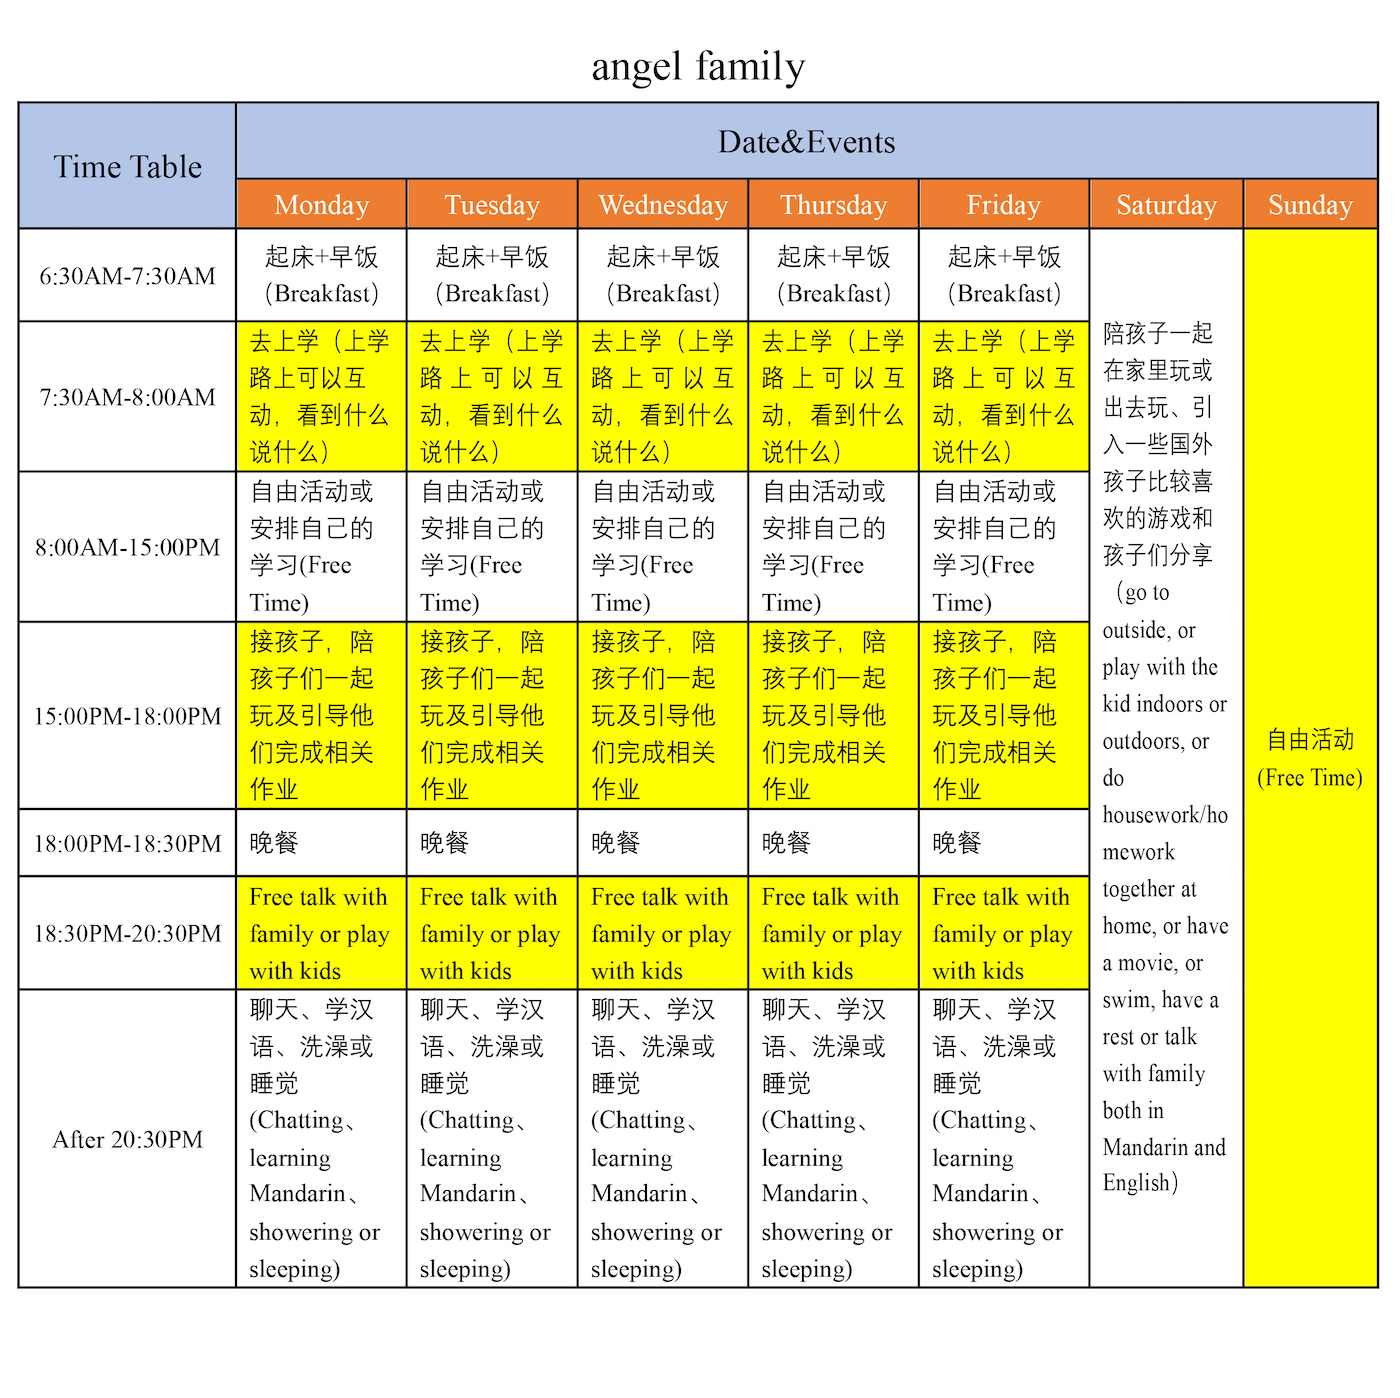 angel family
Time Table
Date&Events
Monday
Tuesday
Wednesday
Thursday
Friday
Saturday
Sunday
6:30AM-7:30AM
起床+早饭
（Breakfast）
起床+早饭
（Breakfast）
起床+早饭
（Breakfast）
起床+早饭
（Breakfast）
起床+早饭
（Breakfast）
7:30AM-8:00AM
去上学（上学
路上可以互
动，看到什么
说什么）
去上学（上学
路上可以互
动，看到什么
说什么）
去上学（上学
路上可以互
动，看到什么
说什么）
去上学（上学
路上可以互
动，看到什么
说什么）
去上学（上学
路上可以互
动，看到什么
说什么）
8:00AM-15:00PM
自由活动或
安排自己的
学习(Free
Time)
自由活动或
安排自己的
学习(Free
Time)
自由活动或
安排自己的
学习(Free
Time)
自由活动或
安排自己的
学习(Free
Time)
自由活动或
安排自己的
学习(Free
Time)
15:00PM-18:00PM
接孩子，陪
孩子们一起
玩及引导他
们完成相关
作业
接孩子，陪
孩子们一起
玩及引导他
们完成相关
作业
接孩子，陪
孩子们一起
玩及引导他
们完成相关
作业
接孩子，陪
孩子们一起
玩及引导他
们完成相关
作业
接孩子，陪
孩子们一起
玩及引导他
们完成相关
作业
18:00PM-18:30PM
晚餐
晚餐
晚餐
晚餐
晚餐
18:30PM-20:30PM
Free talk with
family or play
with kids
Free talk with
family or play
with kids
Free talk with
family or play
with kids
Free talk with
family or play
with kids
Free talk with
family or play
with kids
After 20:30PM
聊天、学汉
语、洗澡或
睡觉
(Chatting、
learning
Mandarin、
showering or
sleeping)
聊天、学汉
语、洗澡或
睡觉
(Chatting、
learning
Mandarin、
showering or
sleeping)
聊天、学汉
语、洗澡或
睡觉
(Chatting、
learning
Mandarin、
showering or
sleeping)
聊天、学汉
语、洗澡或
睡觉
(Chatting、
learning
Mandarin、
showering or
sleeping)
聊天、学汉
语、洗澡或
睡觉
(Chatting、
learning
Mandarin、
showering or
sleeping)
陪孩子一起
在家里玩或
出去玩、引
入一些国外
孩子比较喜
欢的游戏和
孩子们分享
（go to
outside, or
play with the
kid indoors or
outdoors, or
do
housework/ho
mework
together at
home, or have
a movie, or
swim, have a
rest or talk
with family
both in
Mandarin and
English）
自由活动
(Free Time)